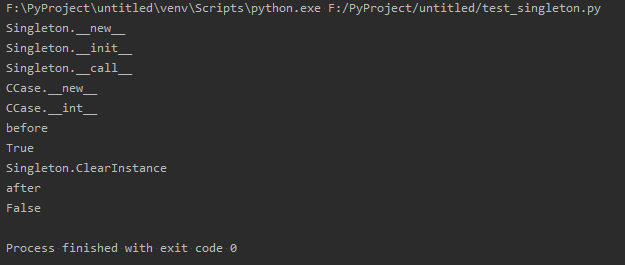 F:\PyProject\untitled\venv\Scripts\python.exe F:/PyProject/untitled/test_singleton.py
Singleton.__new__
Singleton.__init__
Singleton.__call__
CCase.__new__
CCase.__int__
before
True
Singleton.ClearInstance
after
False
Process finished with exit code 0